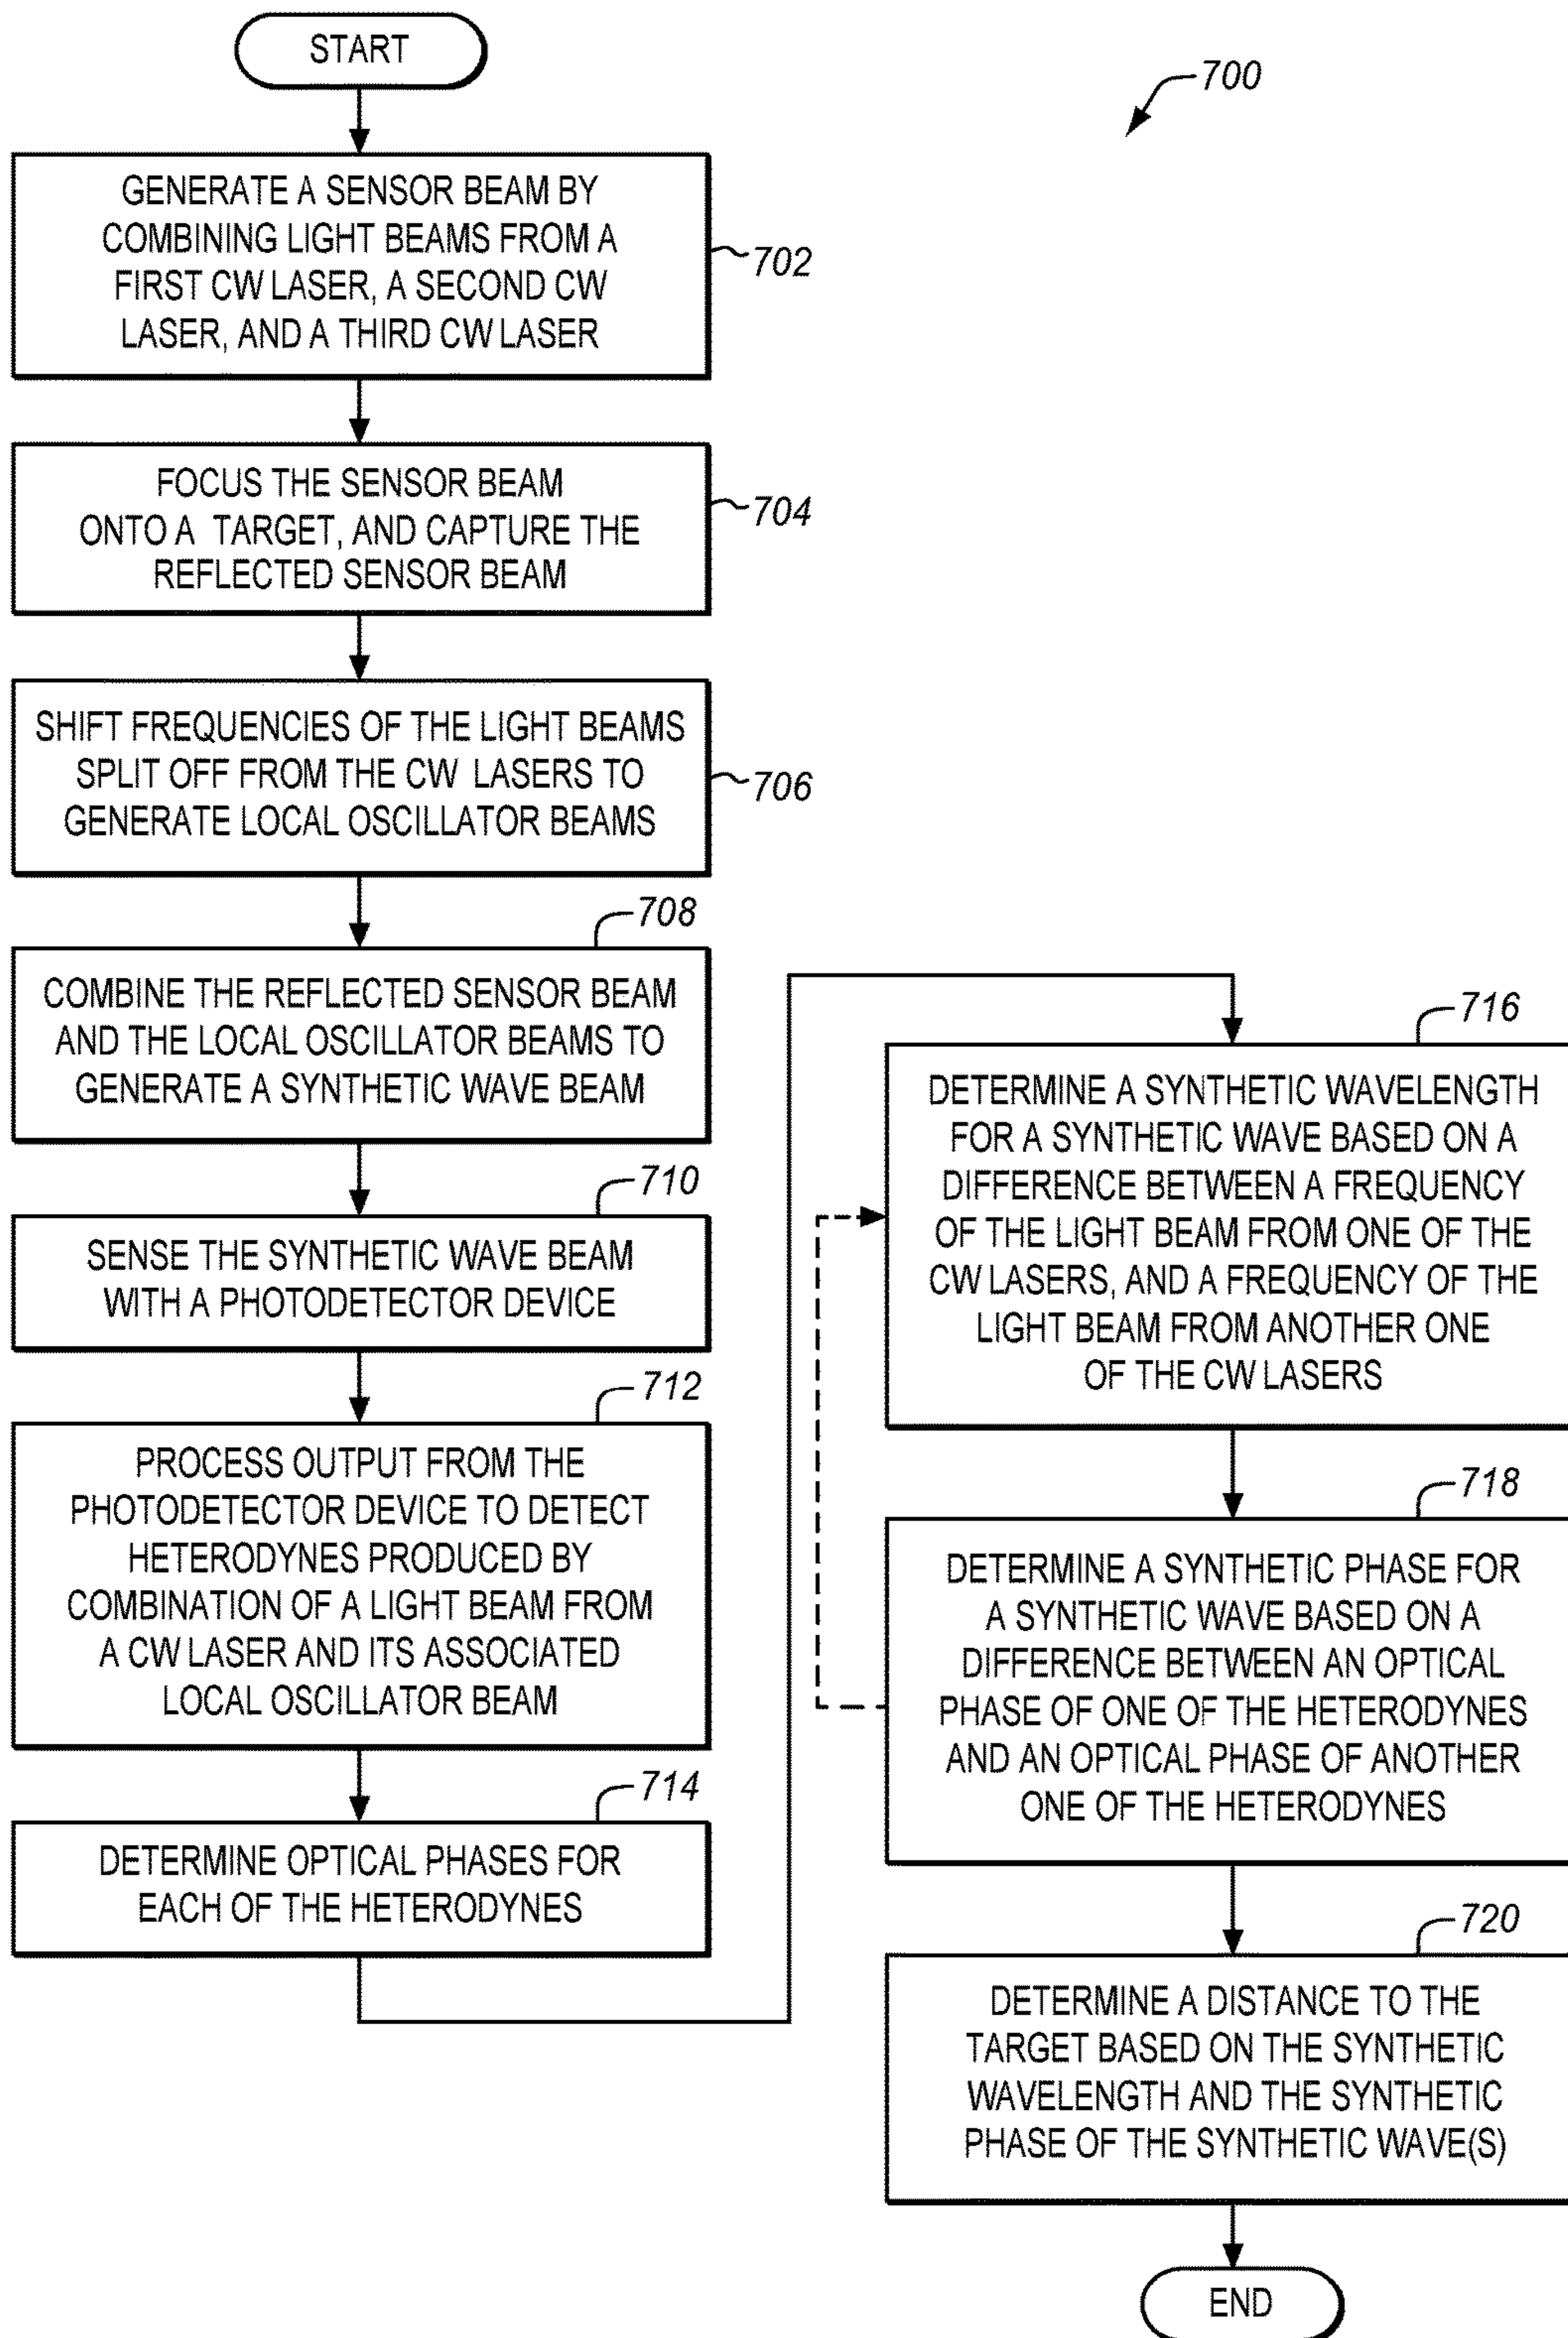 START
700
GENERATE A SENSOR BEAM BY
COMBINING LIGHT BEAMS FROM A
FIRST CW LASER, A SECOND CW
LASER, AND A THIRD CW LASER
702
FOCUS THE SENSOR BEAM
ONTO A TARGET, AND CAPTURE THE
REFLECTED SENSOR BEAM
704
SHIFT FREQUENCIES OF THE LIGHT BEAMS
SPLIT OFF FROM THE CW LASERS TO
GENERATE LOCAL OSCILLATOR BEAMS
706
708
COMBINE THE REFLECTED SENSOR BEAM
AND THE LOCAL OSCILLATOR BEAMS TO
GENERATE A SYNTHETIC WAVE BEAM
710
SENSE THE SYNTHETIC WAVE BEAM
WITH A PHOTODETECTOR DEVICE
712
PROCESS OUTPUT FROM THE
PHOTODETECTOR DEVICE TO DETECT
HETERODYNES PRODUCED BY
COMBINATION OF A LIGHT BEAM FROM
A CW LASER AND ITS ASSOCIATED
LOCAL OSCILLATOR BEAM
714
DETERMINE OPTICAL PHASES FOR
EACH OF THE HETERODYNES
716
DETERMINE A SYNTHETIC WAVELENGTH
FOR A SYNTHETIC WAVE BASED ON A
DIFFERENCE BETWEEN A FREQUENCY
OF THE LIGHT BEAM FROM ONE OF THE
CW LASERS, AND A FREQUENCY OF THE
LIGHT BEAM FROM ANOTHER ONE
OF THE CW LASERS
718
DETERMINE A SYNTHETIC PHASE FOR
A SYNTHETIC WAVE BASED ON A
DIFFERENCE BETWEEN AN OPTICAL
PHASE OF ONE OF THE HETERODYNES
AND AN OPTICAL PHASE OF ANOTHER
ONE OF THE HETERODYNES
720
DETERMINE A DISTANCE TO THE
TARGET BASED ON THE SYNTHETIC
WAVELENGTH AND THE SYNTHETIC
PHASE OF THE SYNTHETIC WAVE(S)
END